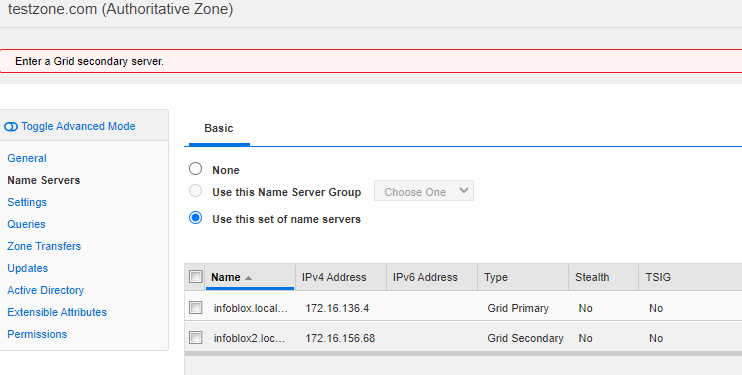 testzone.com (Authoritative Zone)
Enter a Grid secondary server.
Toggle Advanced Mode
General
Name Servers
Settings
Queries
Zone Transfers
Updates
Active Directory
Extensible Attributes
Permissions
Basic
None
Use this Name Server Group Choose One
Use this set of name servers
Name IPv4 Address IPv6 Address Type Stealth TSIG
infoblox.local... 172.16.136.4 Grid Primary No No
infoblox2.loc... 172.16.156.68 Grid Secondary No No